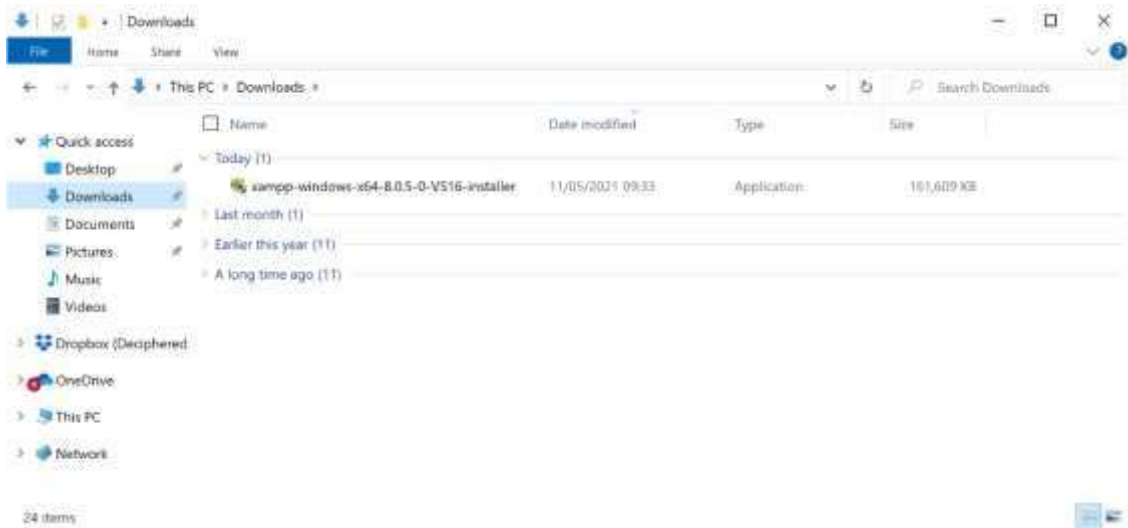 Downloads
File Home Share View
This PC Downloads
Search Downloads
Name Date modified Type Size
Quick access
Desktop
Downloads
Documents
Pictures
Music
Videos
Dropbox (Deciphered
OneDrive
This PC
Network
Today (1)
xampp-windows-x64-8.0.5-0-VS16-installer 11/05/2021 09:33 Application 161,609 KB
Last month (1)
Earlier this year (11)
A long time ago (11)
24 items